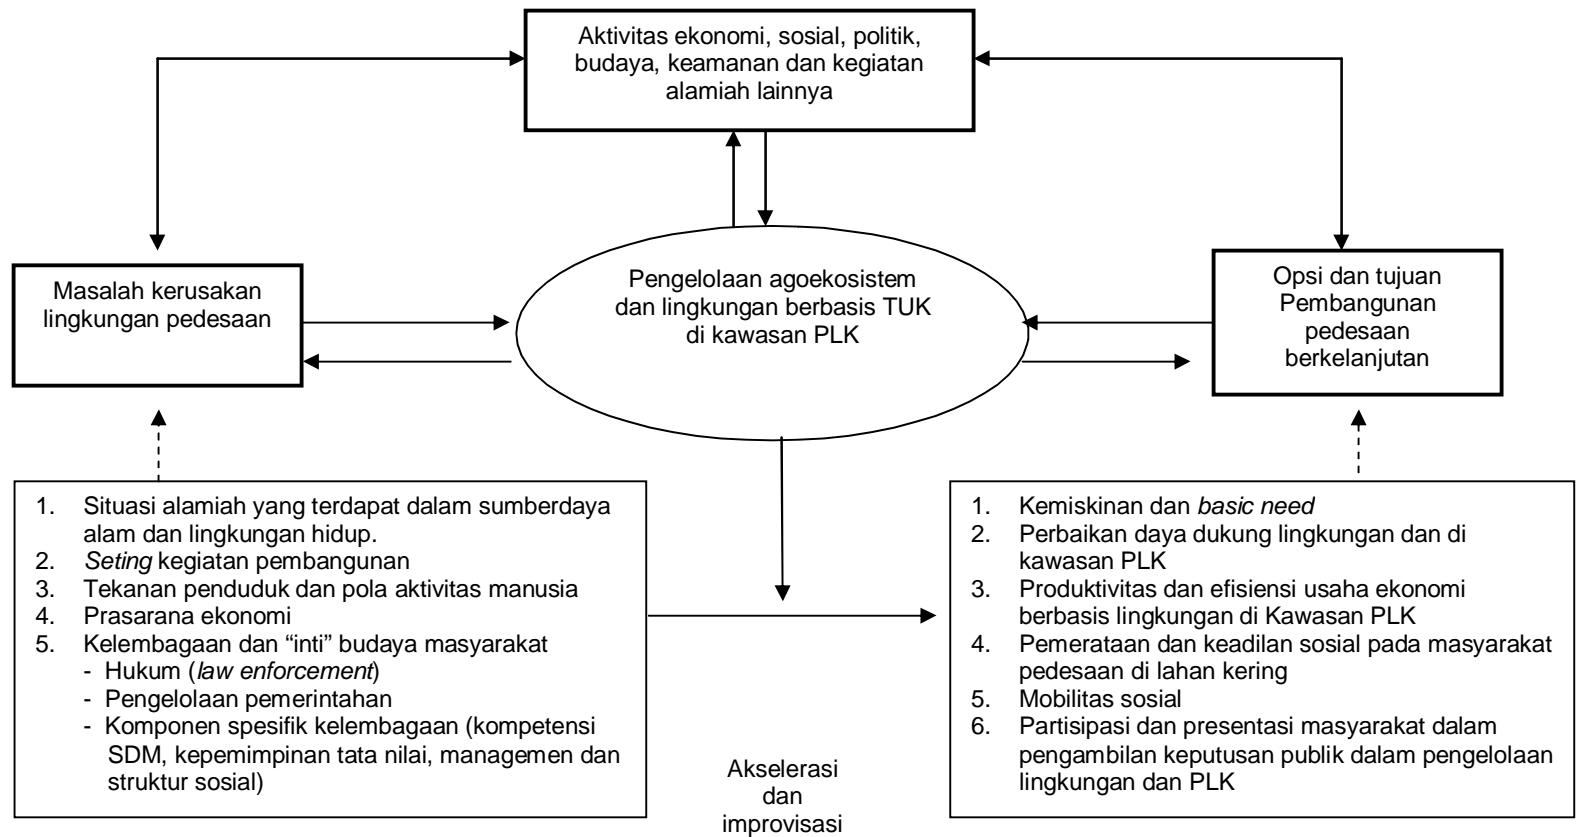 Aktivitas ekonomi, sosial, politik,
budaya, keamanan dan kegiatan
alamiah lainnya
Masalah kerusakan
lingkungan pedesaan
Pengelolaan agoekosistem
dan lingkungan berbasis TUK
di kawasan PLK
Opsi dan tujuan
Pembangunan
pedesaan
berkelanjutan
1. Situasi alamiah yang terdapat dalam sumberdaya
alam dan lingkungan hidup.
2. Seting kegiatan pembangunan
3. Tekanan penduduk dan pola aktivitas manusia
4. Prasarana ekonomi
5. Kelembagaan dan “inti” budaya masyarakat
- Hukum (law enforcement)
- Pengelolaan pemerintahan
- Komponen spesifik kelembagaan (kompetensi
SDM, kepemimpinan tata nilai, managemen dan
struktur sosial)
Akselerasi
dan
improvisasi
1. Kemiskinan dan basic need
2. Perbaikan daya dukung lingkungan dan di
kawasan PLK
3. Produktivitas dan efisiensi usaha ekonomi
berbasis lingkungan di Kawasan PLK
4. Pemerataan dan keadilan sosial pada masyarakat
pedesaan di lahan kering
5. Mobilitas sosial
6. Partisipasi dan presentasi masyarakat dalam
pengambilan keputusan publik dalam pengelolaan
lingkungan dan PLK